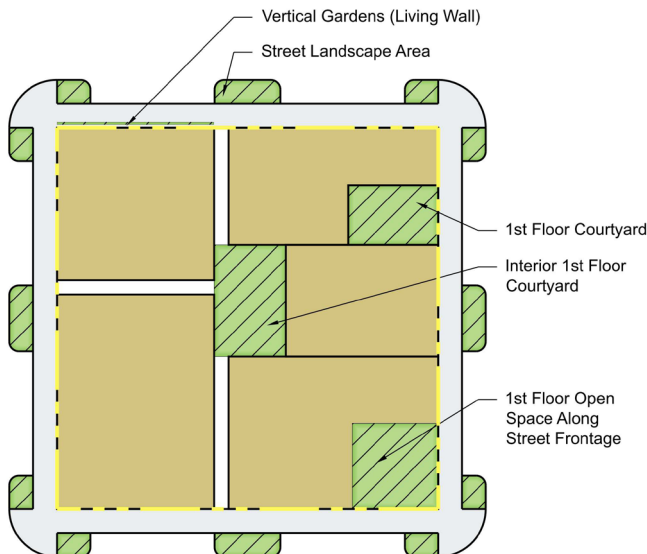 Vertical Gardens (Living Wall)
Street Landscape Area
1st Floor Courtyard
Interior 1st Floor
Courtyard
1st Floor Open
Space Along
Street Frontage